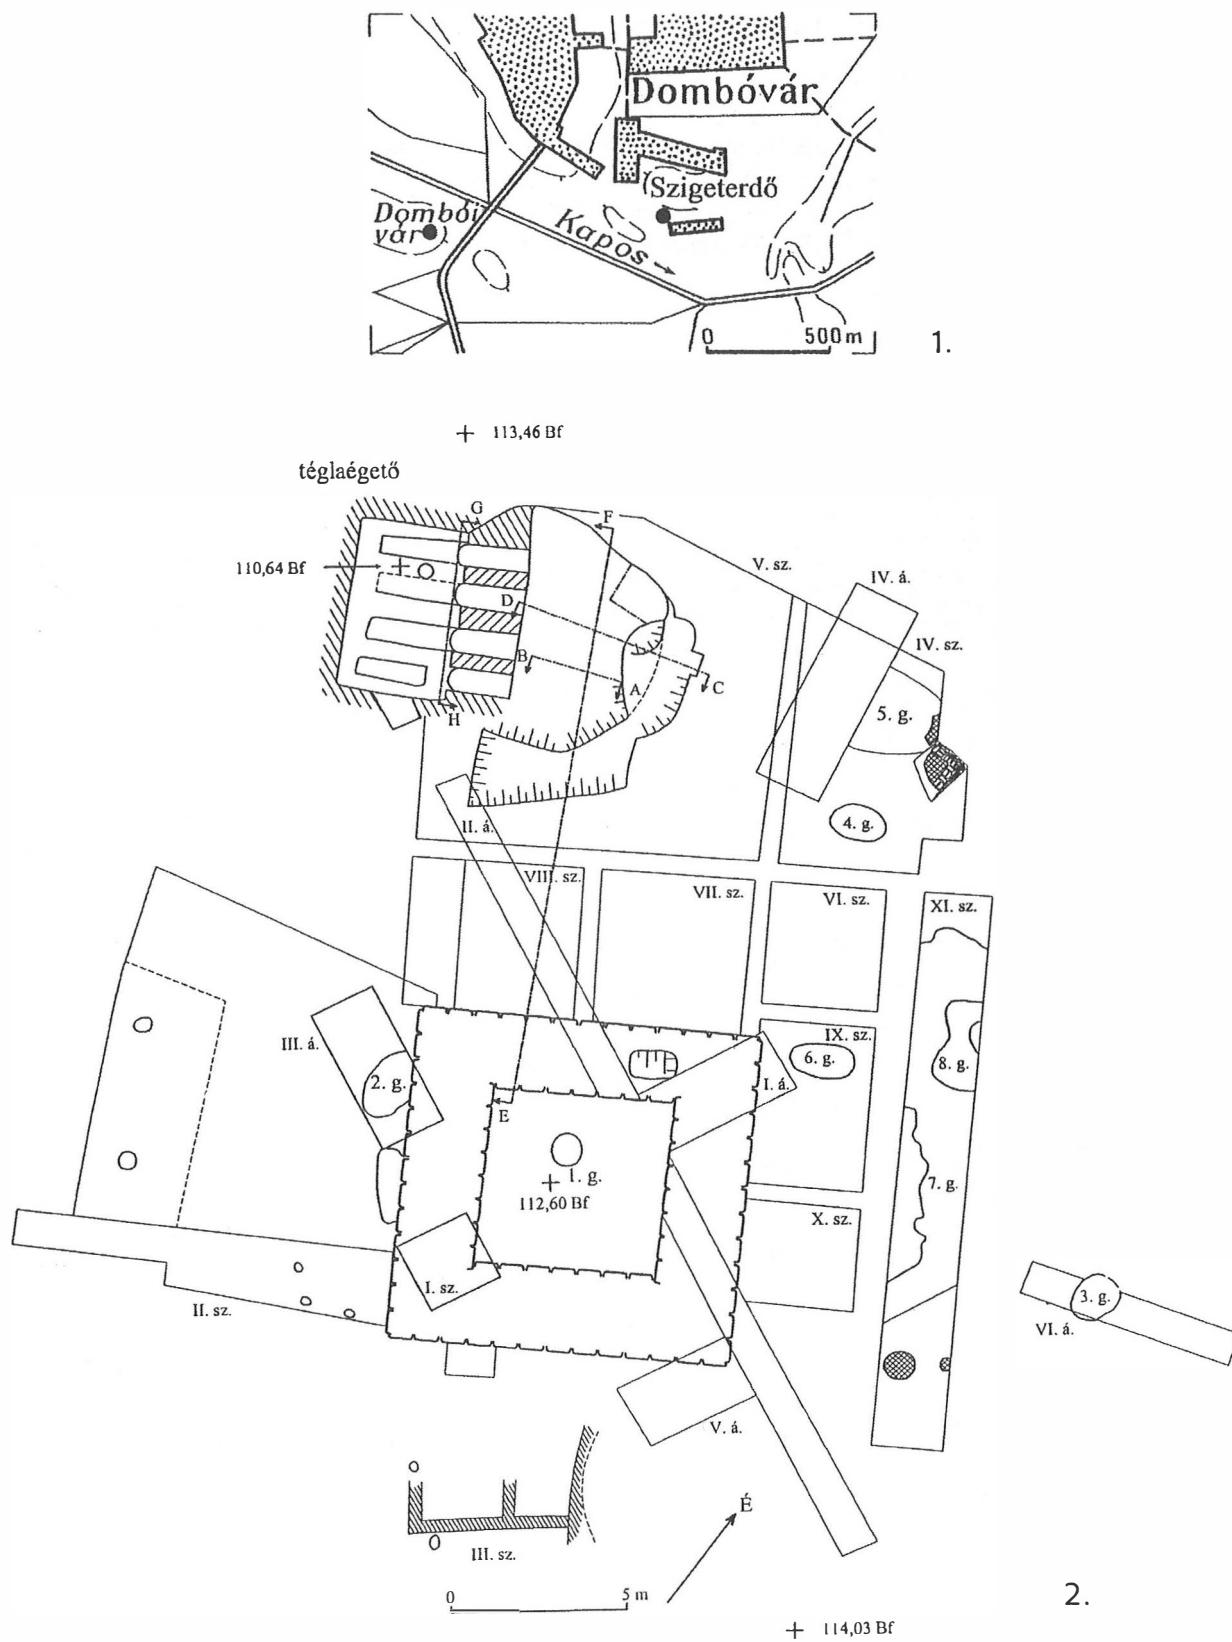 Dombóvár
Szigeterdő
Dombói
vár
Kapos
0 500 m
1.
113,46 Bf
téglaégető
G
F
110,64 Bf
V. sz.
IV. á.
D
IV. sz.
B
A
C
H
5. g.
4. g.
II. á.
VIII. sz.
VII. sz.
VI. sz.
XI. sz.
III. á.
2. g.
IX. sz.
6. g.
8. g.
I. á.
E
1. g.
112,60 Bf
7. g.
X. sz.
I. sz.
II. sz.
3. g.
VI. á.
V. á.
É
III. sz.
0 5 m
2.
114,03 Bf